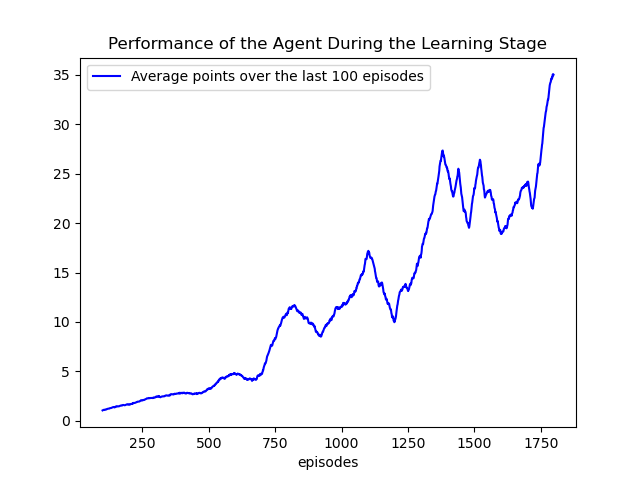 Performance of the Agent During the Learning Stage
Average points over the last 100 episodes
35
30
25
20
15
10
5
0
250 500 750 1000 1250 1500 1750
episodes